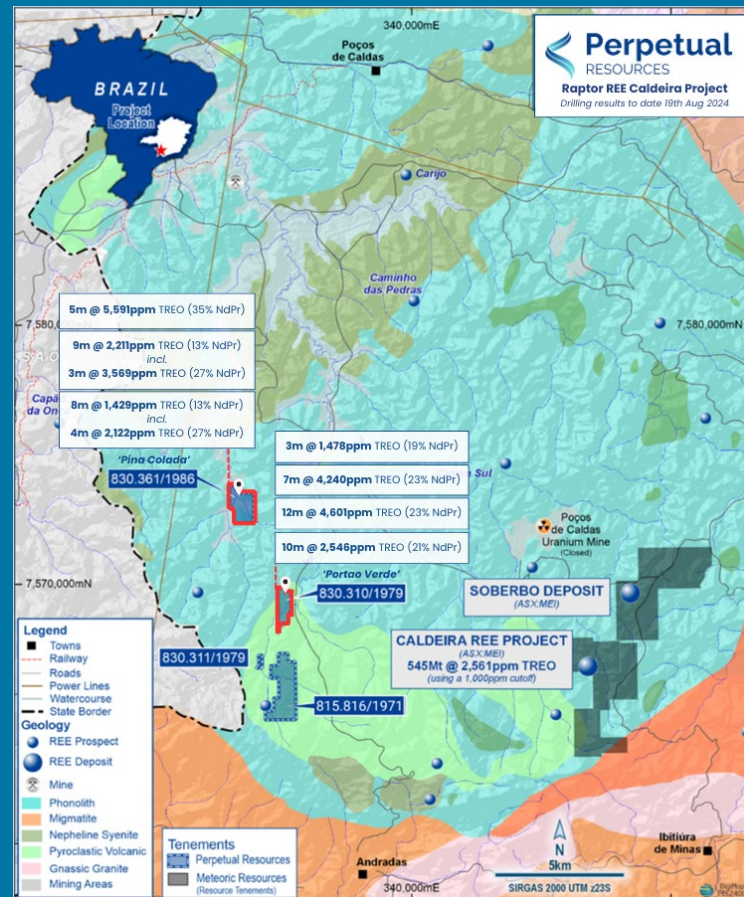 340,000mE
Poços
de Caldas
Perpetual
RESOURCES
Raptor REE Caldeira Project
Drilling results to date 19th Aug 2024
BRAZIL
Project
Location
Carijo
Caminho
das Pedras
5m @ 5,591ppm TREO (35% NdPr)
7,580,000mN
7,580,000mN
9m @ 2,211ppm TREO (13% NdPr)
incl.
3m @ 3,569ppm TREO (27% NdPr)
8m @ 1,429ppm TREO (13% NdPr)
incl.
4m @ 2,122ppm TREO (27% NdPr)
3m @ 1,478ppm TREO (19% NdPr)
7m @ 4,240ppm TREO (23% NdPr)
12m @ 4,601ppm TREO (23% NdPr)
10m @ 2,546ppm TREO (21% NdPr)
Sul
'Pina Colada'
830.361/1986
Poços
de Caldas
Uranium Mine
(Closed)
7,570,000mN
'Portao Verde'
830.310/1979
SOBERBO DEPOSIT
(ASX:MEI)
CALDEIRA REE PROJECT
(ASX:MEI)
545Mt @ 2,561ppm TREO
(using a 1,000ppm cutoff)
830.311/1979
815.816/1971
Legend
Towns
Railway
Roads
Power Lines
Watercourse
State Border
Geology
REE Prospect
REE Deposit
Mine
Phonolith
Migmatite
Nepheline Syenite
Pyroclastic Volcanic
Gnassic Granite
Mining Areas
Tenements
Perpetual Resources
Meteoric Resources
(Resource Tenements)
Andradas
340,000mE
N
5km
SIRGAS 2000 UTM z23S
Ibitiúra
de Minas